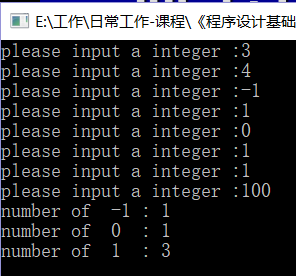 E:\工作\日常工作-课程\《程序设计基础
please input a integer :3
please input a integer :4
please input a integer :-1
please input a integer :1
please input a integer :0
please input a integer :1
please input a integer :1
please input a integer :100
number of  -1 : 1
number of  0  : 1
number of  1  : 3